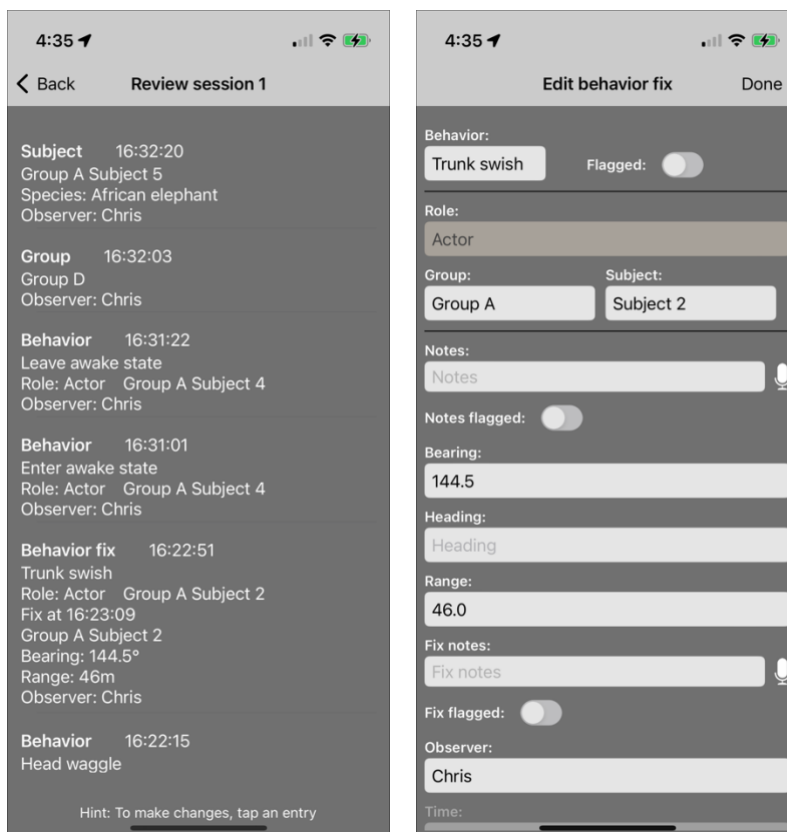 4:35
Back Review session 1
Subject 16:32:20
Group A Subject 5
Species: African elephant
Observer: Chris
Group 16:32:03
Group D
Observer: Chris
Behavior 16:31:22
Leave awake state
Role: Actor Group A Subject 4
Observer: Chris
Behavior 16:31:01
Enter awake state
Role: Actor Group A Subject 4
Observer: Chris
Behavior fix 16:22:51
Trunk swish
Role: Actor Group A Subject 2
Fix at 16:23:09
Group A Subject 2
Bearing: 144.5°
Range: 46m
Observer: Chris
Behavior 16:22:15
Head waggle
Hint: To make changes, tap an entry
4:35
Edit behavior fix Done
Behavior:
Trunk swish Flagged:
Role:
Actor
Group: Subject:
Group A Subject 2
Notes:
Notes
Notes flagged:
Bearing:
144.5
Heading:
Heading
Range:
46.0
Fix notes:
Fix notes
Fix flagged:
Observer:
Chris
Time: